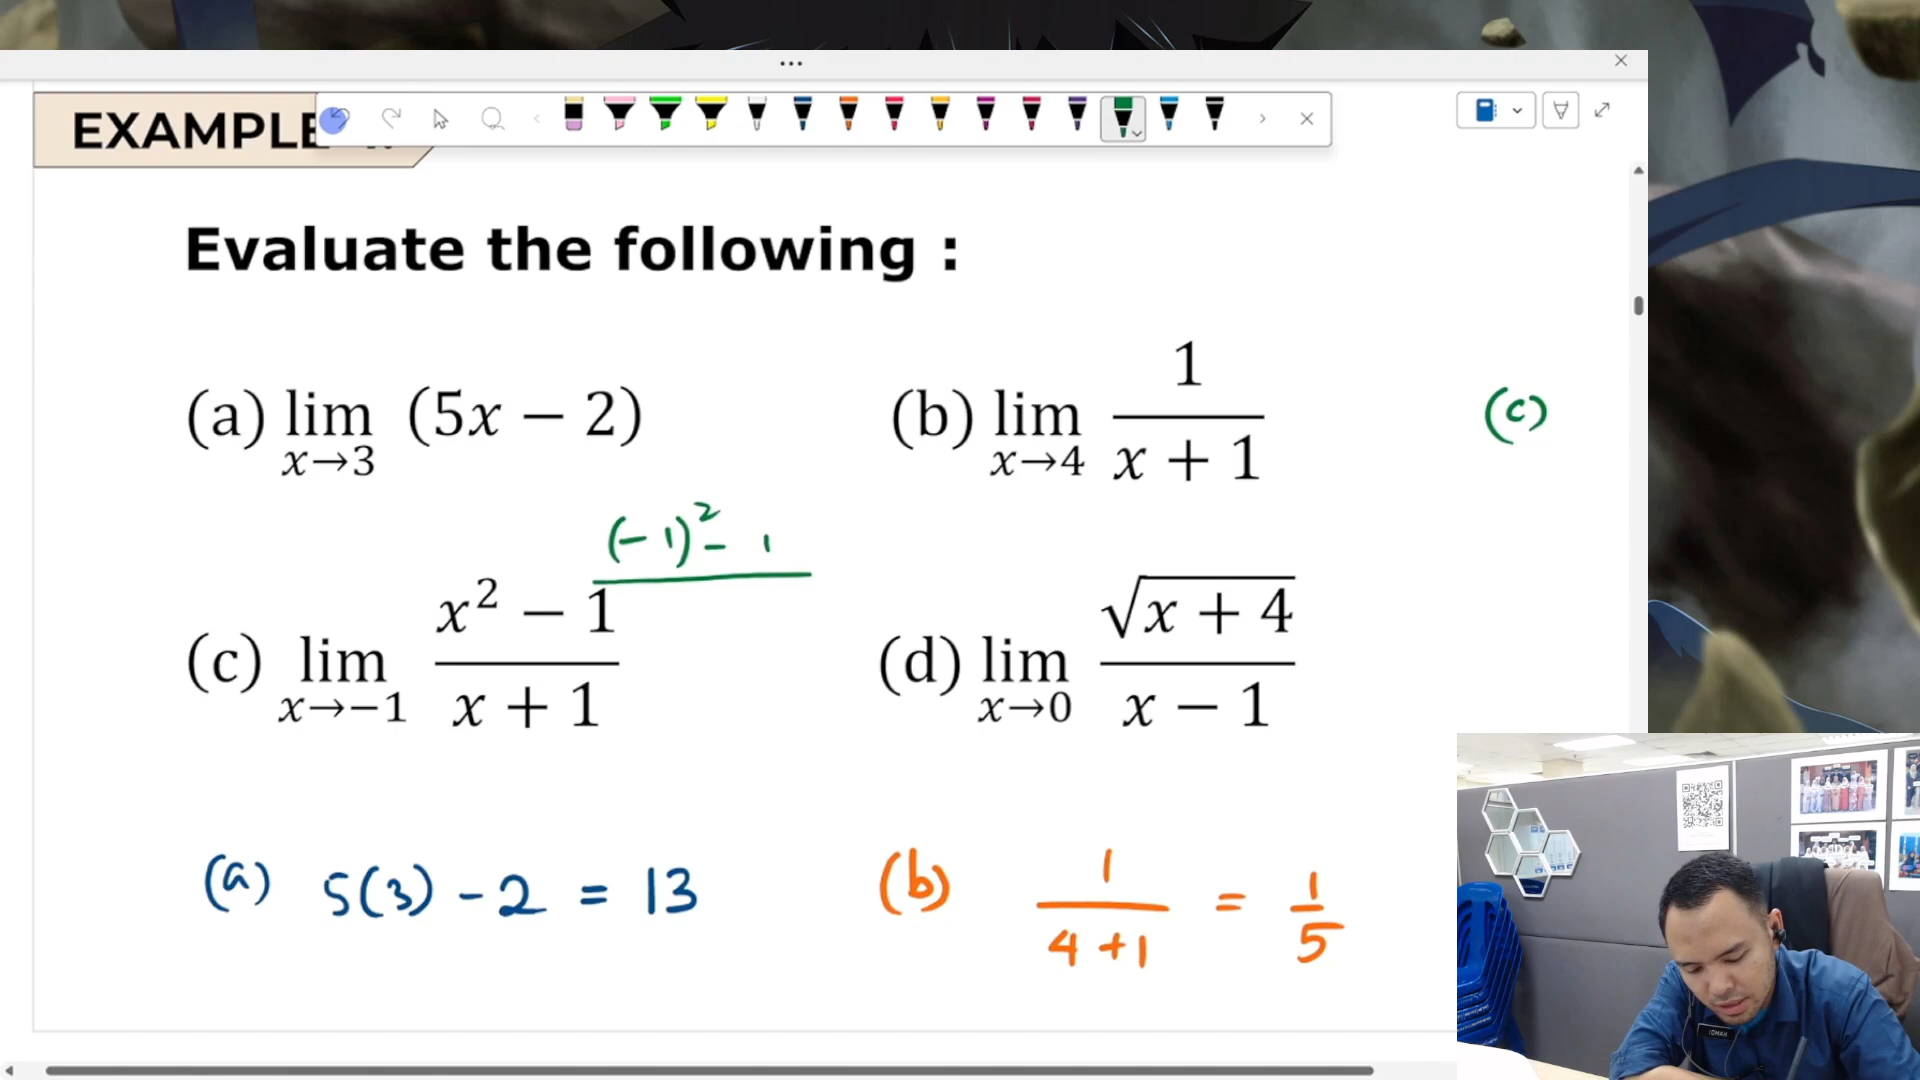 EXAMPLE
Evaluate the following :
(a) lim x→3 (5x − 2)
(b) lim x→4 1/(x + 1)
(c)
(-1)² - 1
(c) lim x→−1 (x² − 1)/(x + 1)
(d) lim x→0 √(x + 4)/(x − 1)
(a) 5(3) - 2 = 13
(b) 1/(4 + 1) = 1/5